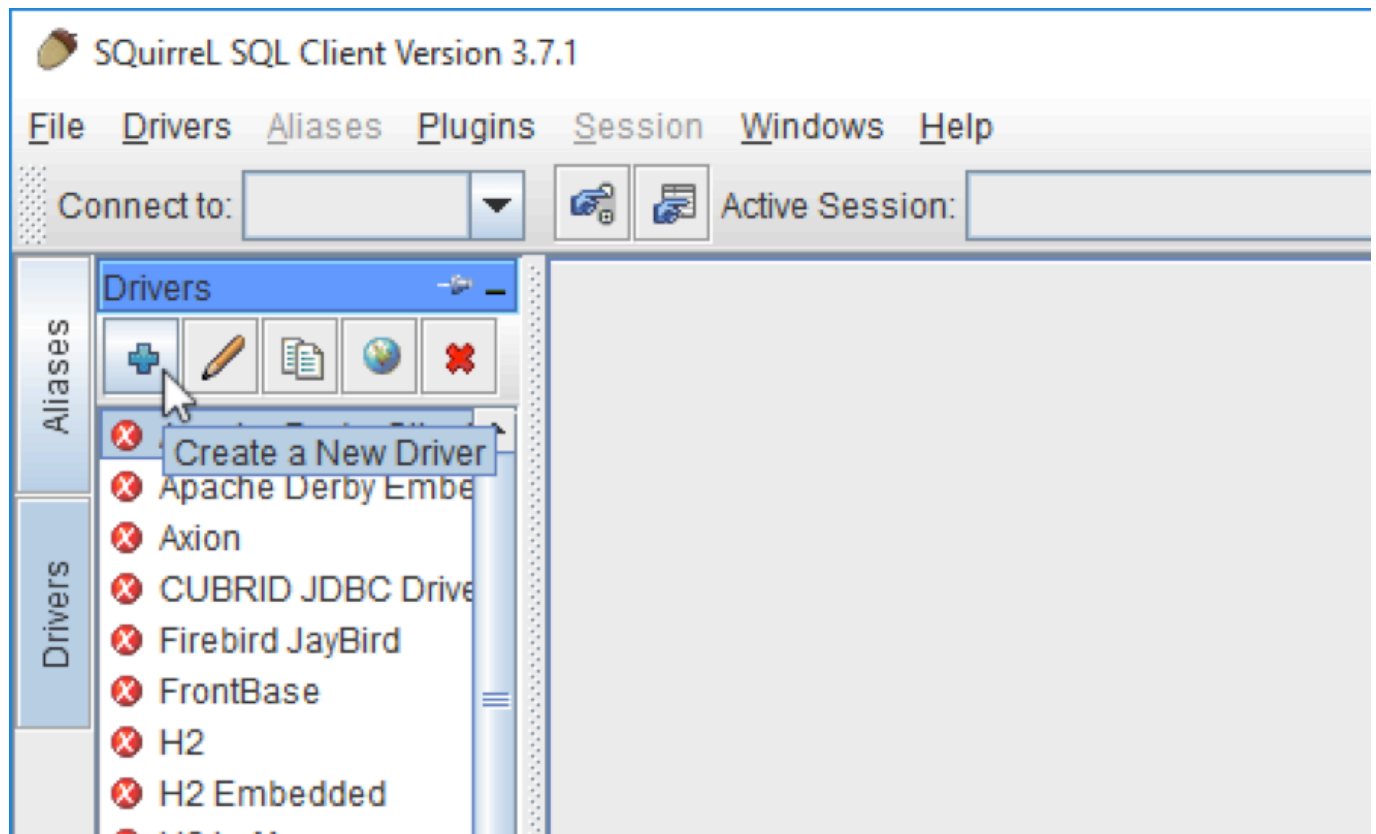 SQuirreL SQL Client Version 3.7.1
File Drivers Aliases Plugins Session Windows Help
Connect to: Active Session:
Aliases
Drivers
Drivers
Create a New Driver
Apache Derby Embe
Axion
CUBRID JDBC Drive
Firebird JayBird
FrontBase
H2
H2 Embedded